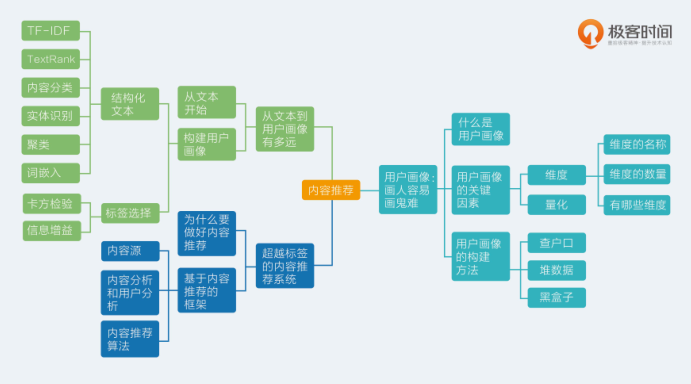 极客时间
内容推荐
从文本到
用户画像
有多远
从文本
开始
构建用户
画像
结构化
文本
TF-IDF
TextRank
内容分类
实体识别
聚类
词嵌入
标签选择
卡方检验
信息增益
超越标签
的内容推
荐系统
为什么要
做好内容
推荐
基于内容
推荐的
框架
内容源
内容分析
和用户分
析
内容推荐
算法
用户画像：
画人容易
画鬼难
什么是
用户画像
用户画像
的关键
因素
维度
维度的名称
维度的数量
有哪些维度
量化
用户画像
的构建
方法
查户口
堆数据
黑盒子